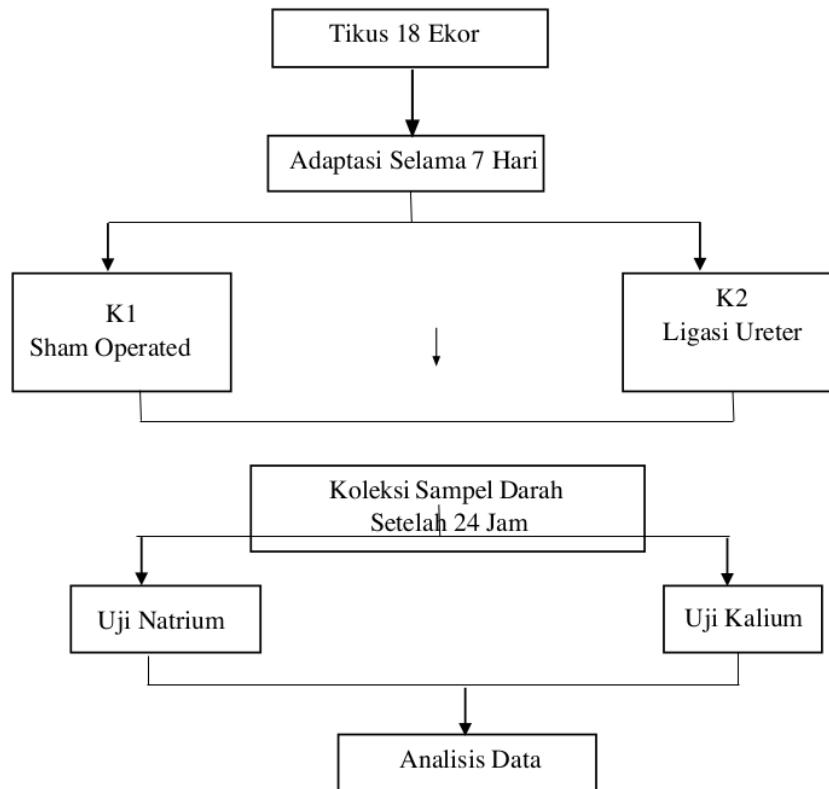 Tikus 18 Ekor
Adaptasi Selama 7 Hari
K1
Sham Operated
K2
Ligasi Ureter
Koleksi Sampel Darah
Setelah 24 Jam
Uji Natrium
Uji Kalium
Analisis Data